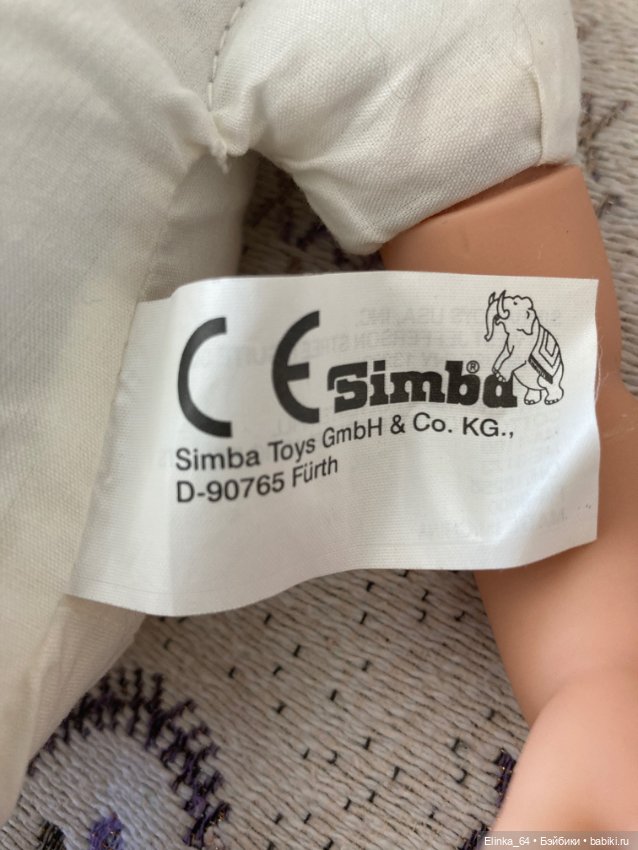 CE Simba®
Simba Toys GmbH & Co. KG.,
D-90765 Fürth
Elinka_64 • Бэйбики • babiki.ru